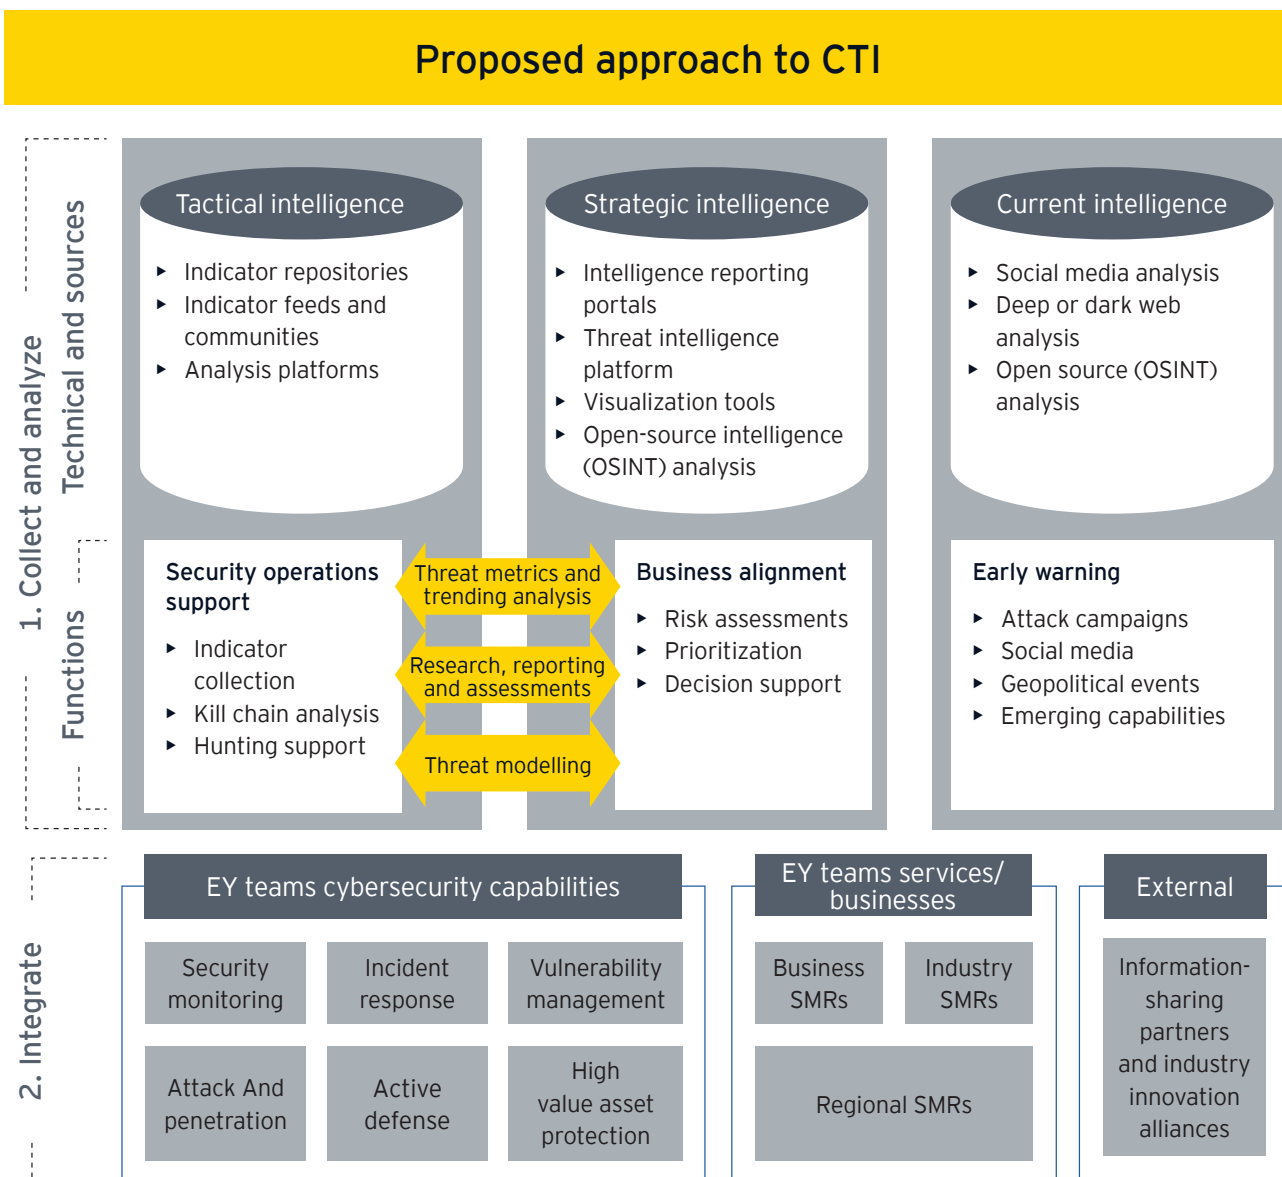 Proposed approach to CTI
1. Collect and analyze
Technical and sources
Tactical intelligence
▸ Indicator repositories
▸ Indicator feeds and
communities
▸ Analysis platforms
Strategic intelligence
▸ Intelligence reporting
portals
▸ Threat intelligence
platform
▸ Visualization tools
▸ Open-source intelligence
(OSINT) analysis
Current intelligence
▸ Social media analysis
▸ Deep or dark web
analysis
▸ Open source (OSINT)
analysis
Functions
Security operations
support
▸ Indicator
collection
▸ Kill chain analysis
▸ Hunting support
Threat metrics and
trending analysis
Research, reporting
and assessments
Threat modelling
Business alignment
▸ Risk assessments
▸ Prioritization
▸ Decision support
Early warning
▸ Attack campaigns
▸ Social media
▸ Geopolitical events
▸ Emerging capabilities
2. Integrate
EY teams cybersecurity capabilities
Security
monitoring
Incident
response
Vulnerability
management
Attack And
penetration
Active
defense
High
value asset
protection
EY teams services/
businesses
Business
SMRs
Industry
SMRs
Regional SMRs
External
Information-
sharing
partners
and industry
innovation
alliances